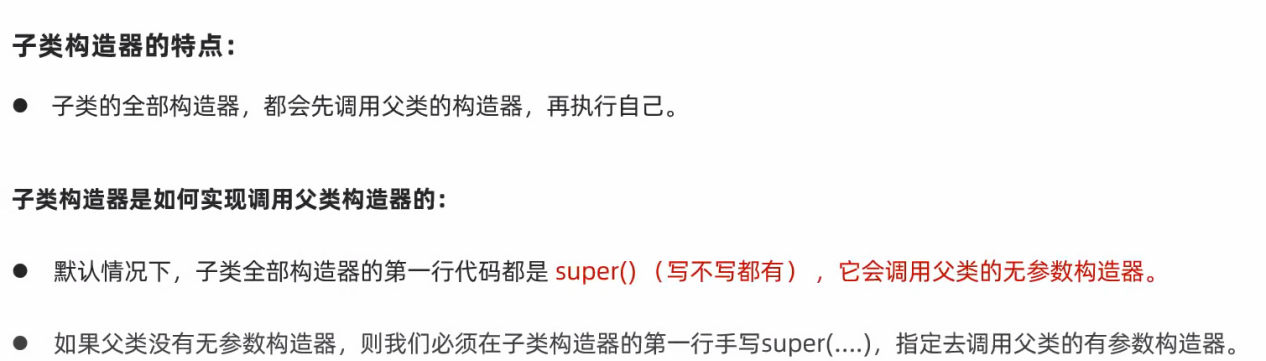 子类构造器的特点：
● 子类的全部构造器，都会先调用父类的构造器，再执行自己。
子类构造器是如何实现调用父类构造器的：
● 默认情况下，子类全部构造器的第一行代码都是 super()（写不写都有），它会调用父类的无参数构造器。
● 如果父类没有无参数构造器，则我们必须在子类构造器的第一行手写super(....)，指定去调用父类的有参数构造器。